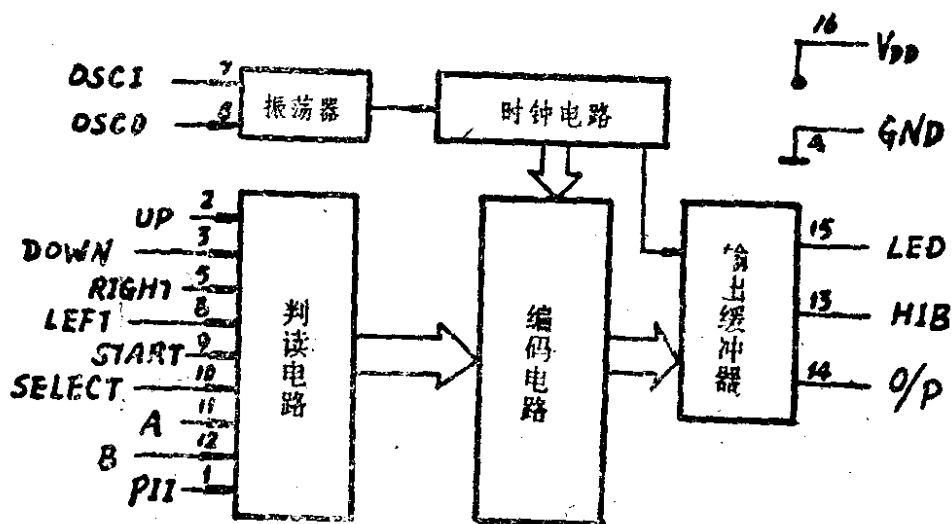 16
VDD
OSCI
7
OSCO
6
振荡器
时钟电路
4
GND
UP
2
DOWN
3
RIGHT
5
LEFT
8
START
9
SELECT
10
A
11
B
12
PII
1
判读电路
编码电路
输出缓冲器
15
LED
13
HIB
14
O/P